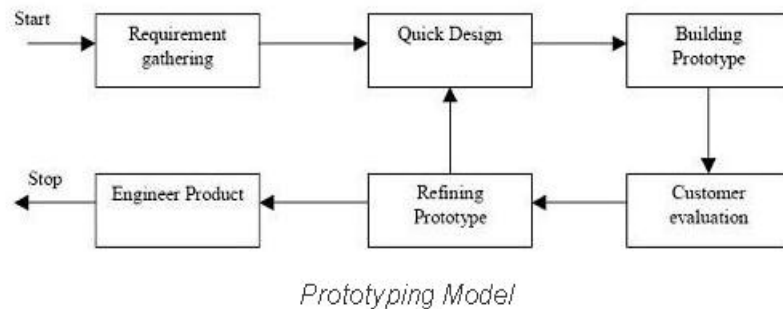 Start
Requirement
gathering
Quick Design
Building
Prototype
Stop
Engineer Product
Refining
Prototype
Customer
evaluation
Prototyping Model